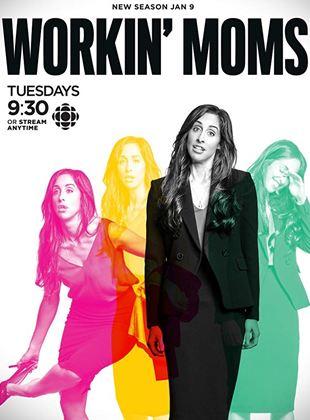 NEW SEASON JAN 9
WORKIN' MOMS
TUESDAYS
9:30
OR STREAM
ANYTIME